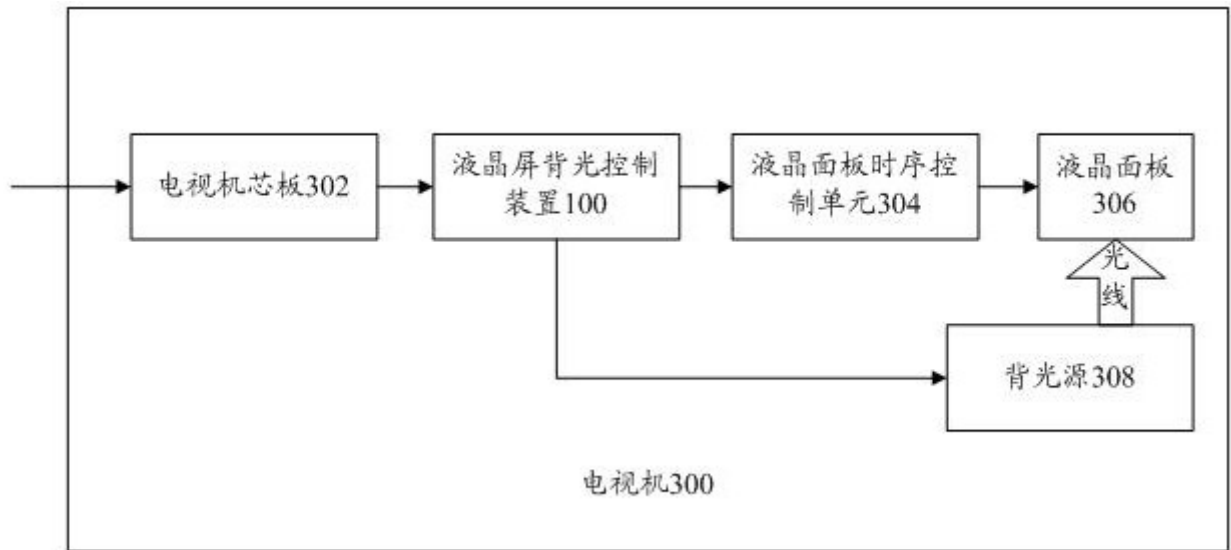 电视机芯板302
液晶屏背光控制
装置100
液晶面板时序控
制单元304
液晶面板
306
光
线
背光源308
电视机300